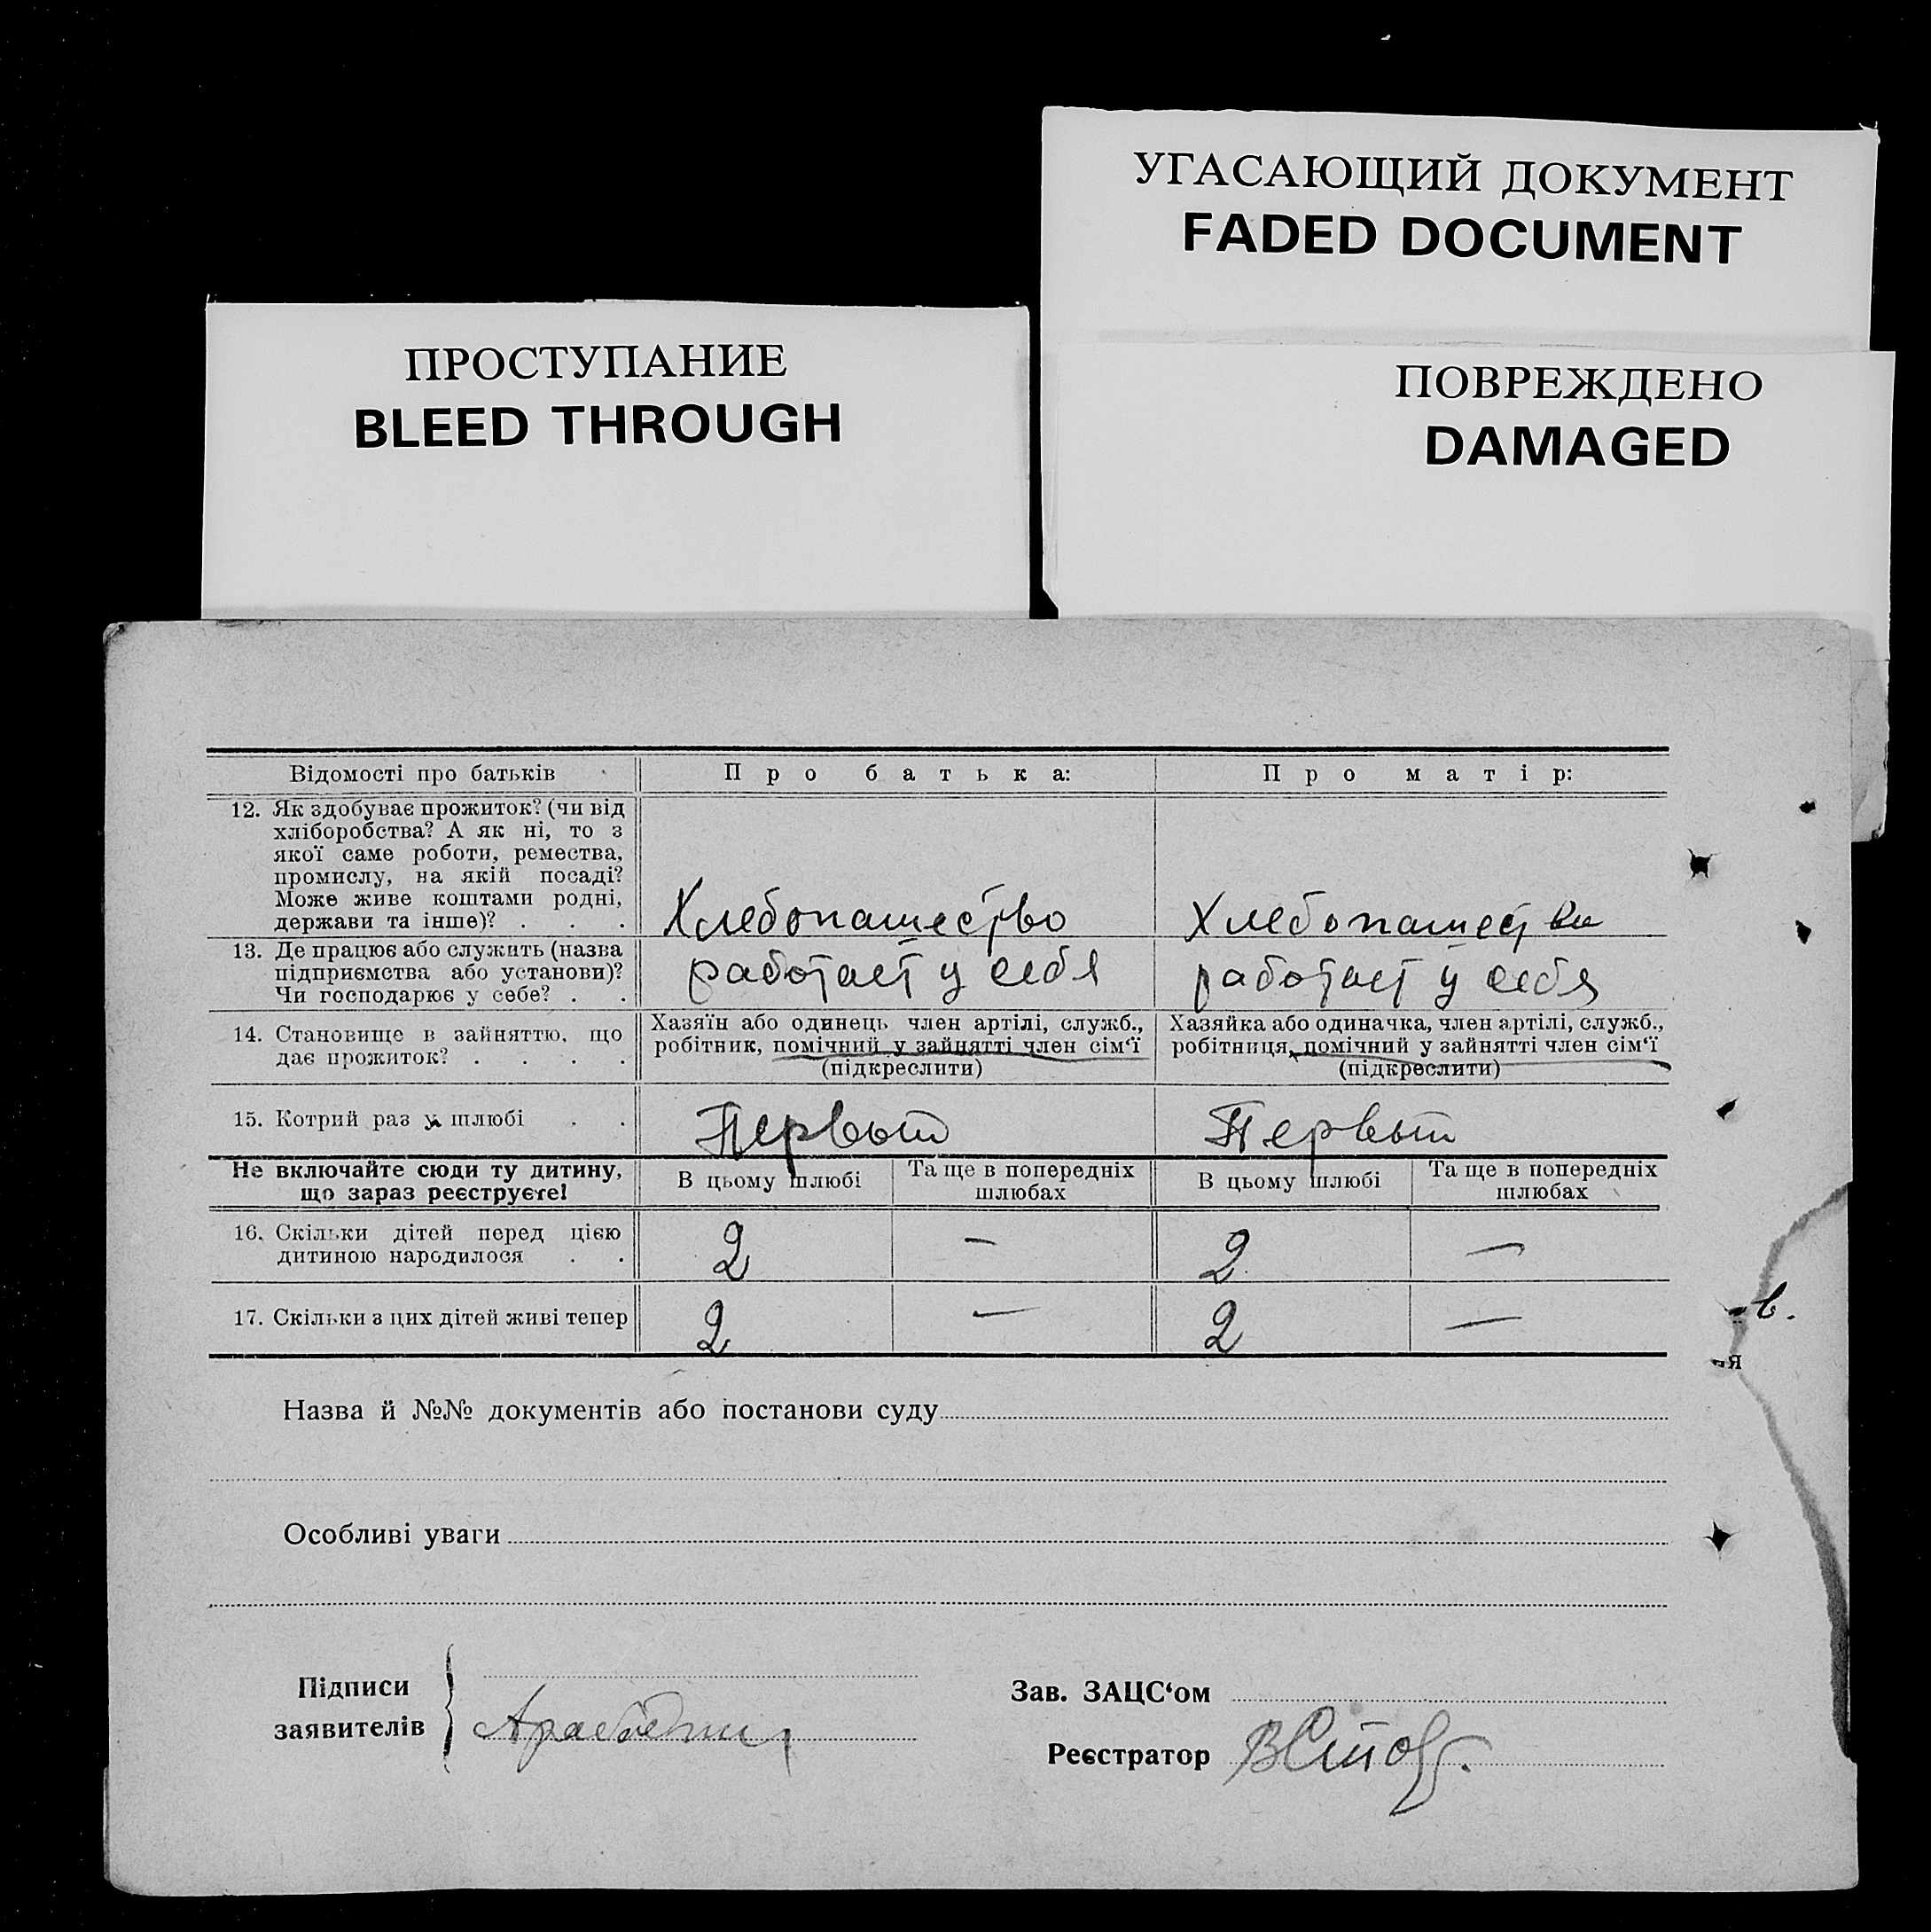 УГАСАЮЩИЙ ДОКУМЕНТ
FADED DOCUMENT
ПРОСТУПАНИЕ
BLEED THROUGH
ПОВРЕЖДЕНО
DAMAGED
Відомості про батьків Про батька: Про матір:
12. Як здобуває прожиток? (чи від
хліборобства? А як ні, то з
якої саме роботи, ремества,
промислу, на якій посаді?
Може живе коштами родні,
держави та інше)? . . . Хлебопашество Хлебопашество
13. Де працює або служить (назва
підприємства або установи)?
Чи господарює у себе? . . работает у себя работает у себя
14. Становище в зайняттю, що
дає прожиток? . . . .
Хазяїн або одинець член артілі, служб.,
робітник, помічний у зайнятті член сім‘ї
(підкреслити)
Хазяйка або одиначка, член артілі, служб.,
робітниця, помічний у зайнятті член сім‘ї
(підкреслити)
15. Котрий раз у шлюбі . . Первый Первый
Не включайте сюди ту дитину,
що зараз реєструєте!
В цьому шлюбі Та ще в попередніх
шлюбах
В цьому шлюбі Та ще в попередніх
шлюбах
16. Скільки дітей перед цією
дитиною народилося . . 2 — 2 —
17. Скільки з цих дітей живі тепер 2 — 2 —
в.
я
Назва й №№ документів або постанови суду
Особливі уваги
Підписи
заявителів
Зав. ЗАЦС‘ом
Реєстратор